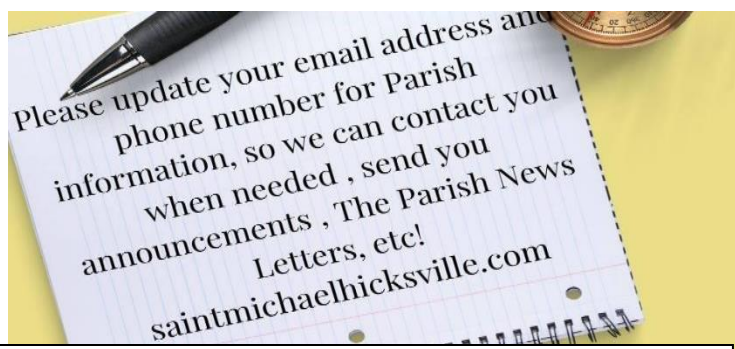 Please update your email address and
phone number for Parish
information, so we can contact you
when needed , send you
announcements , The Parish News
Letters, etc!
saintmichaelhicksville.com